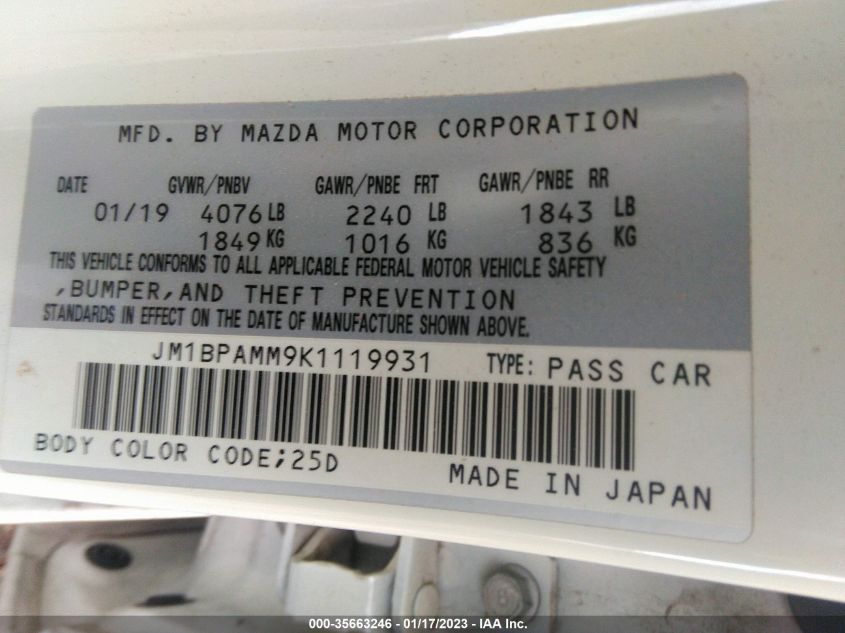 MFD. BY MAZDA MOTOR CORPORATION
DATE GVWR/PNBV GAWR/PNBE FRT GAWR/PNBE RR
01/19 4076 LB 2240 LB 1843 LB
1849 KG 1016 KG 836 KG
THIS VEHICLE CONFORMS TO ALL APPLICABLE FEDERAL MOTOR VEHICLE SAFETY
,BUMPER,AND THEFT PREVENTION
STANDARDS IN EFFECT ON THE DATE OF MANUFACTURE SHOWN ABOVE.
JM1BPAMM9K1119931 TYPE: PASS CAR
BODY COLOR CODE;25D MADE IN JAPAN
000-35663246 - 01/17/2023 - IAA Inc.